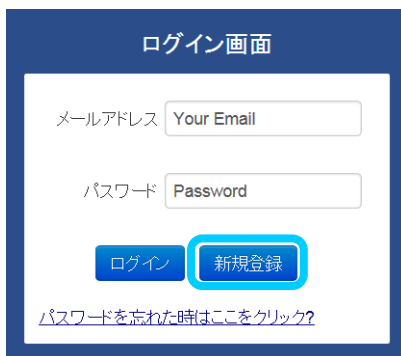 ログイン画面
メールアドレス Your Email
パスワード Password
ログイン 新規登録
パスワードを忘れた時はここをクリック?